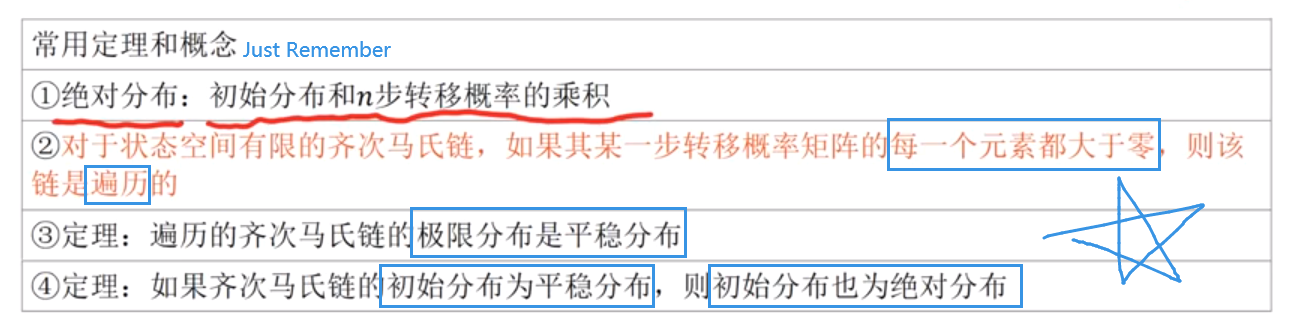 常用定理和概念 Just Remember
①绝对分布：初始分布和n步转移概率的乘积
②对于状态空间有限的齐次马氏链，如果其某一步转移概率矩阵的每一个元素都大于零，则该
链是遍历的
③定理：遍历的齐次马氏链的极限分布是平稳分布
④定理：如果齐次马氏链的初始分布为平稳分布，则初始分布也为绝对分布